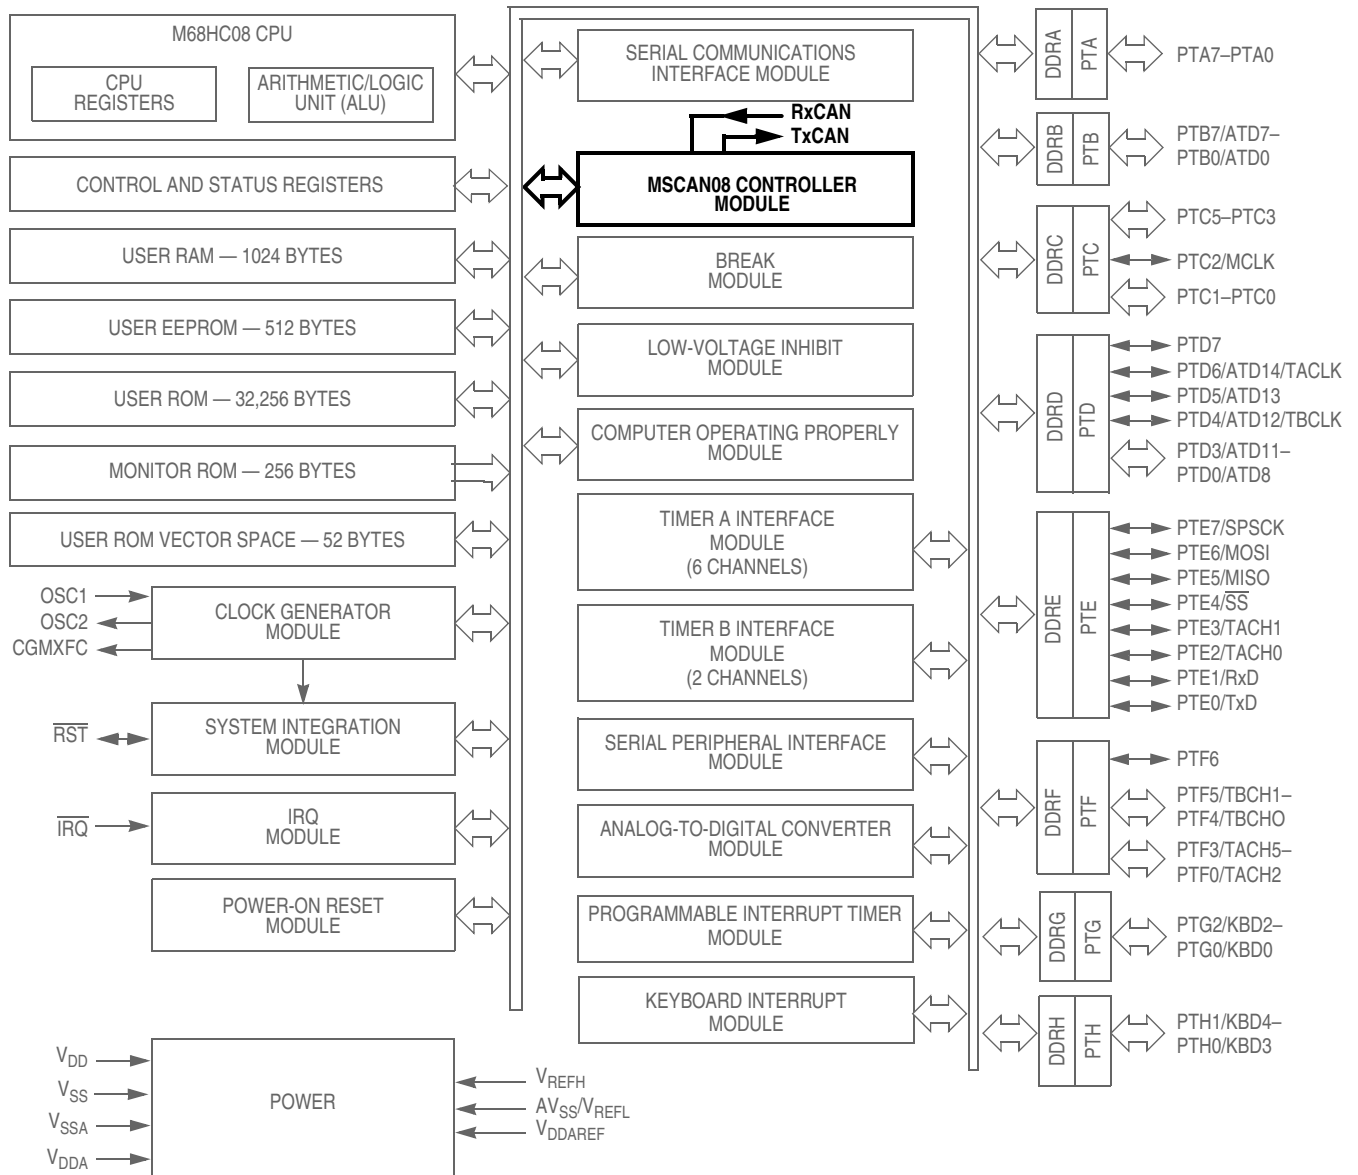 M68HC08 CPU
CPU
REGISTERS
ARITHMETIC/LOGIC
UNIT (ALU)
CONTROL AND STATUS REGISTERS
USER RAM — 1024 BYTES
USER EEPROM — 512 BYTES
USER ROM — 32,256 BYTES
MONITOR ROM — 256 BYTES
USER ROM VECTOR SPACE — 52 BYTES
OSC1
OSC2
CGMXFC
CLOCK GENERATOR
MODULE
RST
SYSTEM INTEGRATION
MODULE
IRQ
IRQ
MODULE
POWER-ON RESET
MODULE
VDD
VSS
VSSA
VDDA
POWER
VREFH
AVSS/VREFL
VDDAREF
SERIAL COMMUNICATIONS
INTERFACE MODULE
RxCAN
TxCAN
MSCAN08 CONTROLLER
MODULE
BREAK
MODULE
LOW-VOLTAGE INHIBIT
MODULE
COMPUTER OPERATING PROPERLY
MODULE
TIMER A INTERFACE
MODULE
(6 CHANNELS)
TIMER B INTERFACE
MODULE
(2 CHANNELS)
SERIAL PERIPHERAL INTERFACE
MODULE
ANALOG-TO-DIGITAL CONVERTER
MODULE
PROGRAMMABLE INTERRUPT TIMER
MODULE
KEYBOARD INTERRUPT
MODULE
DDRA
PTA
PTA7–PTA0
DDRB
PTB
PTB7/ATD7–
PTB0/ATD0
DDRC
PTC
PTC5–PTC3
PTC2/MCLK
PTC1–PTC0
DDRD
PTD
PTD7
PTD6/ATD14/TACLK
PTD5/ATD13
PTD4/ATD12/TBCLK
PTD3/ATD11–
PTD0/ATD8
DDRE
PTE
PTE7/SPSCK
PTE6/MOSI
PTE5/MISO
PTE4/SS
PTE3/TACH1
PTE2/TACH0
PTE1/RxD
PTE0/TxD
DDRF
PTF
PTF6
PTF5/TBCH1–
PTF4/TBCHO
PTF3/TACH5–
PTF0/TACH2
DDRG
PTG
PTG2/KBD2–
PTG0/KBD0
DDRH
PTH
PTH1/KBD4–
PTH0/KBD3